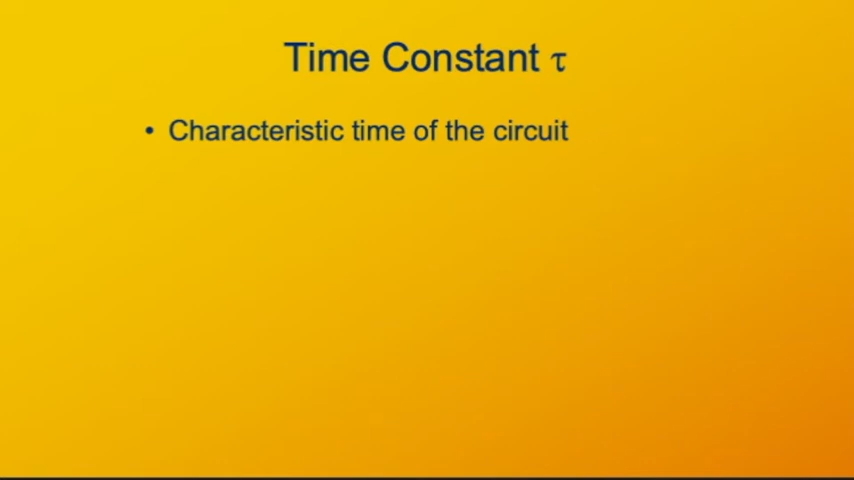 Time Constant τ
• Characteristic time of the circuit